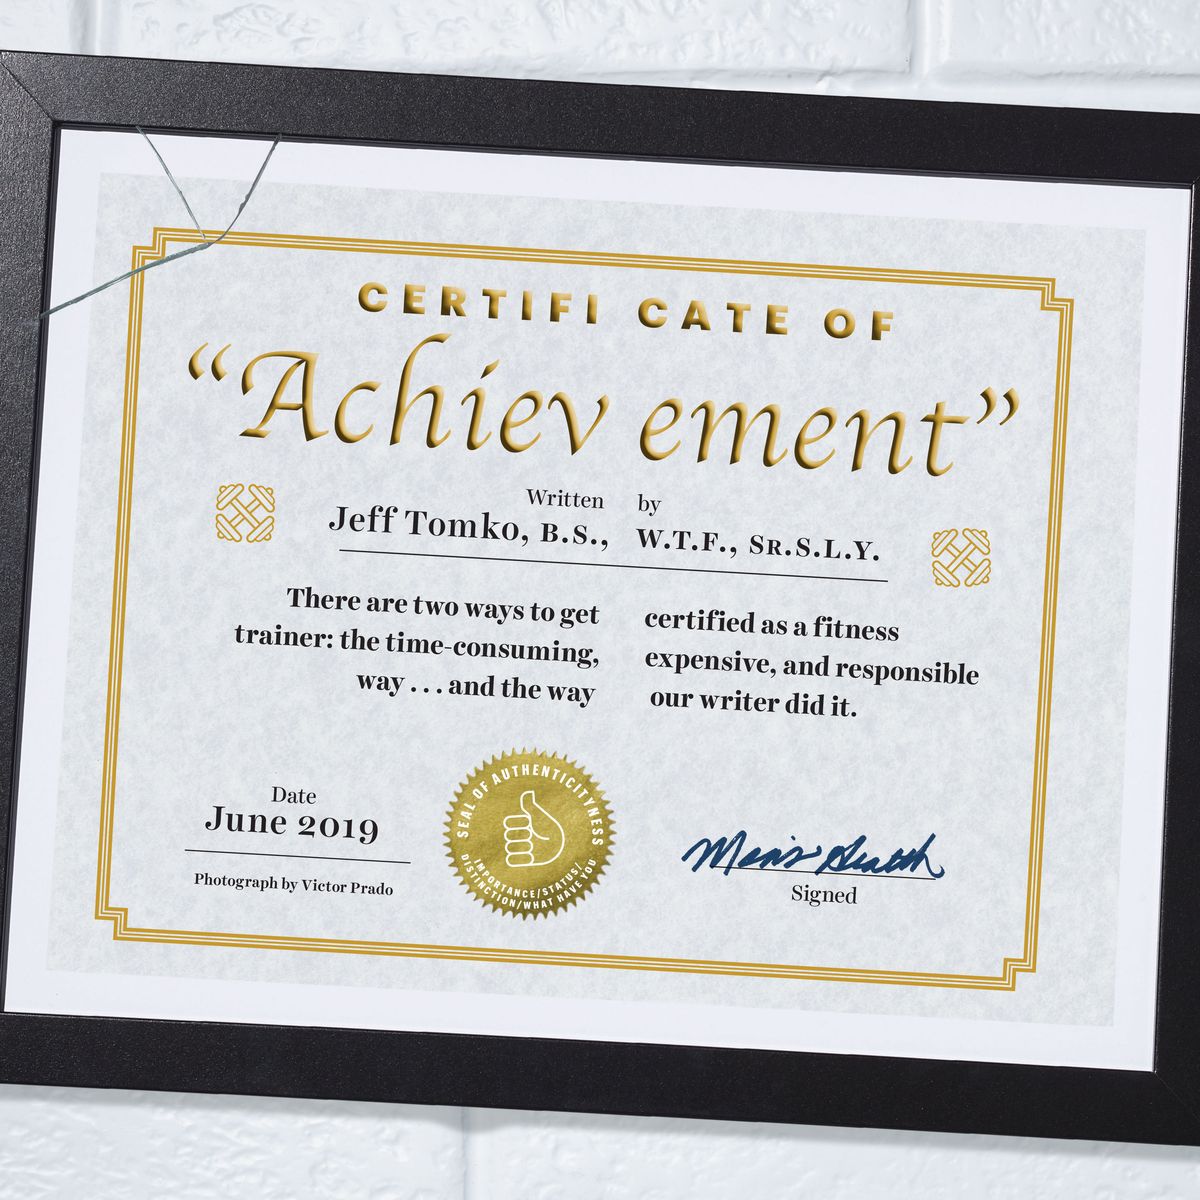 CERTIFI CATE OF
“Achiev ement”
Written by
Jeff Tomko, B.S., W.T.F., SR.S.L.Y.
There are two ways to get certified as a fitness
trainer: the time-consuming, expensive, and responsible
way . . . and the way our writer did it.
Date
June 2019
Photograph by Victor Prado
SEAL OF AUTHENTICITYNESS
IMPORTANCE/STATUS/
DISTINCTION/WHAT HAVE YOU
Men's Health
Signed